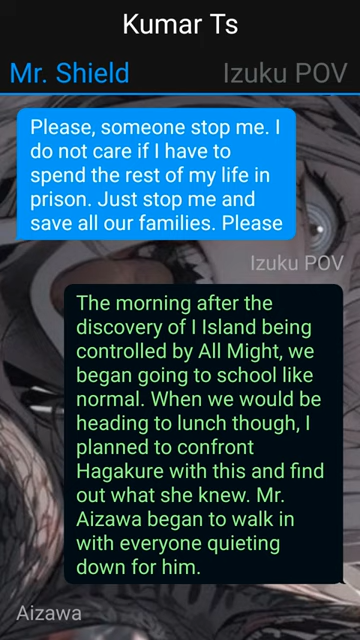 Kumar Ts
Mr. Shield
Izuku POV
Please, someone stop me. I
do not care if I have to
spend the rest of my life in
prison. Just stop me and
save all our families. Please
Izuku POV
The morning after the
discovery of I Island being
controlled by All Might, we
began going to school like
normal. When we would be
heading to lunch though, I
planned to confront
Hagakure with this and find
out what she knew. Mr.
Aizawa began to walk in
with everyone quieting
down for him.
Aizawa